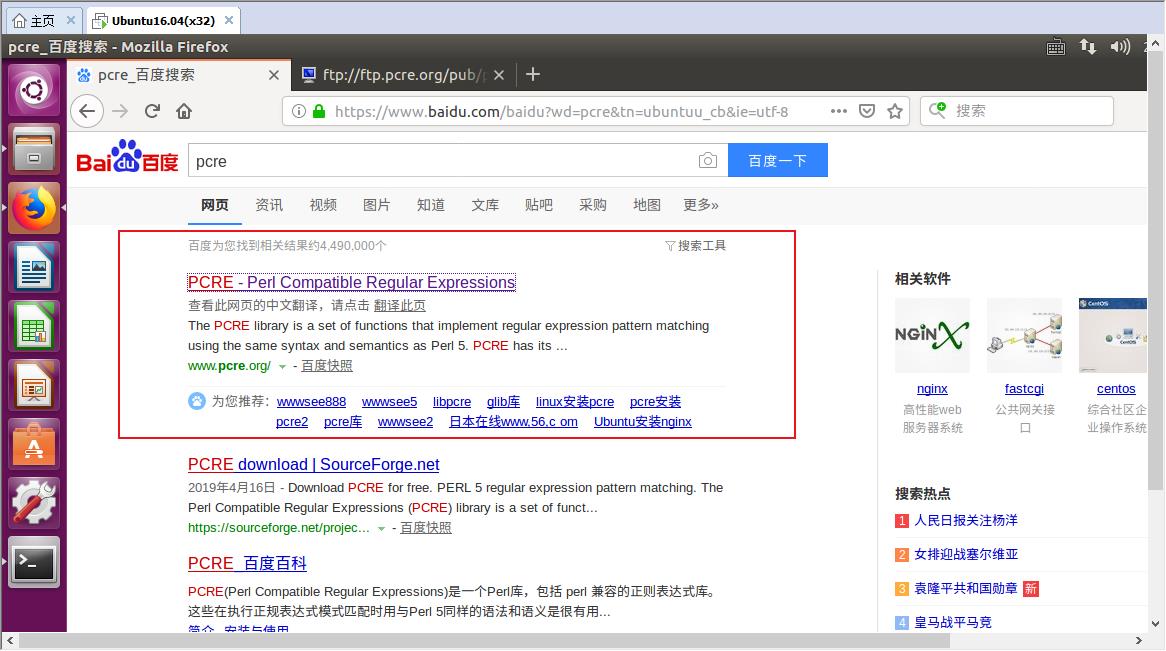 主页
Ubuntu16.04(x32)
pcre_百度搜索 - Mozilla Firefox
pcre_百度搜索
ftp://ftp.pcre.org/pub/p
https://www.baidu.com/baidu?wd=pcre&tn=ubuntuu_cb&ie=utf-8
搜索
Bai du 百度
pcre
百度一下
网页 资讯 视频 图片 知道 文库 贴吧 采购 地图 更多»
百度为您找到相关结果约4,490,000个
搜索工具
PCRE - Perl Compatible Regular Expressions
查看此网页的中文翻译，请点击 翻译此页
The PCRE library is a set of functions that implement regular expression pattern matching
using the same syntax and semantics as Perl 5. PCRE has its ...
www.pcre.org/ - 百度快照
为您推荐: wwwsee888 wwwsee5 libpcre glib库 linux安装pcre pcre安装
pcre2 pcre库 wwwsee2 日本在线www,56,c om Ubuntu安装nginx
PCRE download | SourceForge.net
2019年4月16日 - Download PCRE for free. PERL 5 regular expression pattern matching. The
Perl Compatible Regular Expressions (PCRE) library is a set of funct...
https://sourceforge.net/projec... - 百度快照
PCRE_百度百科
PCRE(Perl Compatible Regular Expressions)是一个Perl库，包括 perl 兼容的正则表达式库。
这些在执行正规表达式模式匹配时用与Perl 5同样的语法和语义是很有用...
简介 安装与使用
相关软件
NGINX
CentOS
nginx
fastcgi
centos
高性能web
服务器系统
公共网关接
口
综合社区企
业操作系统
搜索热点
1 人民日报关注杨洋
2 女排迎战塞尔维亚
3 袁隆平共和国勋章 新
4 皇马战平马竞